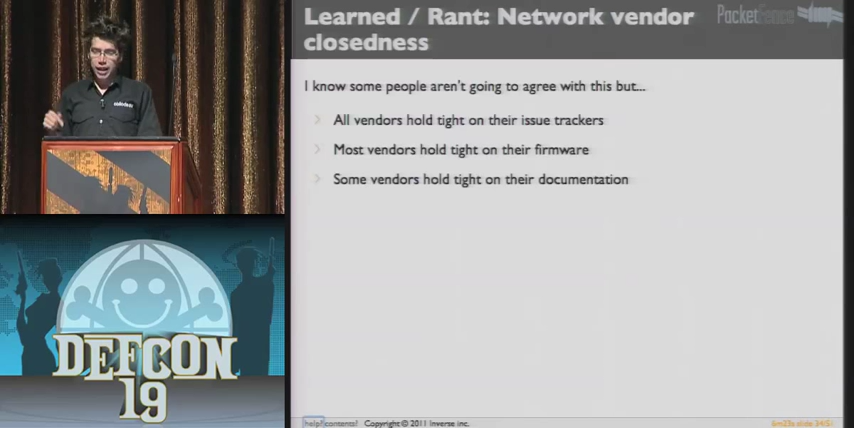 Learned / Rant: Network vendor
closedness
PacketFence
I know some people aren't going to agree with this but...
All vendors hold tight on their issue trackers
Most vendors hold tight on their firmware
Some vendors hold tight on their documentation
DEFCON
19
help? contents? Copyright © 2011 Inverse inc.